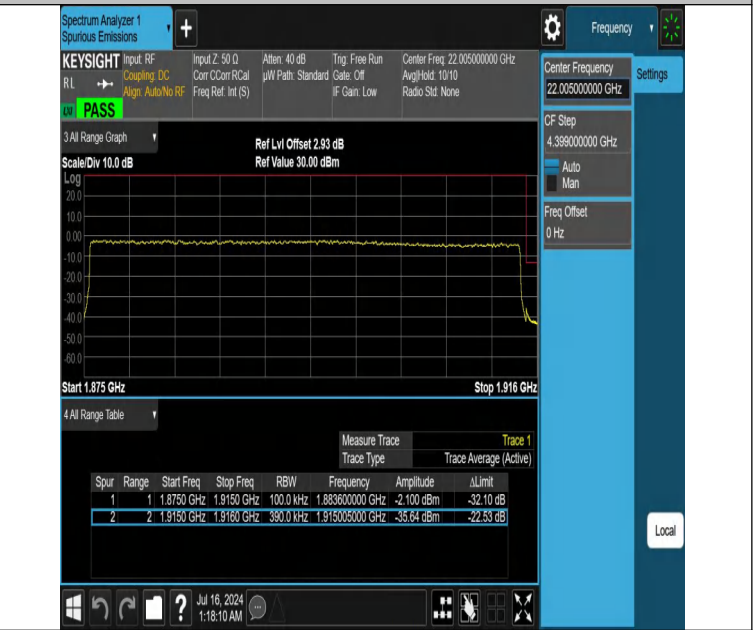 Spectrum Analyzer 1
Spurious Emissions
Frequency
KEYSIGHT
RL
PASS
Input: RF
Coupling: DC
Align: Auto/No RF
Input Z: 50 Ω
Corr CCorr RCal
Freq Ref: Int (S)
Atten: 40 dB
µW Path: Standard
Trig: Free Run
Gate: Off
IF Gain: Low
Center Freq: 22.005000000 GHz
Avg|Hold: 10/10
Radio Std: None
Center Frequency
22.005000000 GHz
Settings
CF Step
4.399000000 GHz
Auto
Man
Freq Offset
0 Hz
3 All Range Graph
Scale/Div 10.0 dB
Ref Lvl Offset 2.93 dB
Ref Value 30.00 dBm
Log
20.0
10.0
0.00
-10.0
-20.0
-30.0
-40.0
-50.0
-60.0
Start 1.875 GHz
Stop 1.916 GHz
4 All Range Table
Measure Trace Trace 1
Trace Type Trace Average (Active)
Spur Range Start Freq Stop Freq RBW Frequency Amplitude ΔLimit
1 1 1.8750 GHz 1.9150 GHz 100.0 kHz 1.883600000 GHz -2.100 dBm -32.10 dB
2 2 1.9150 GHz 1.9160 GHz 390.0 kHz 1.915005000 GHz -35.64 dBm -22.53 dB
Local
Jul 16, 2024
1:18:10 AM